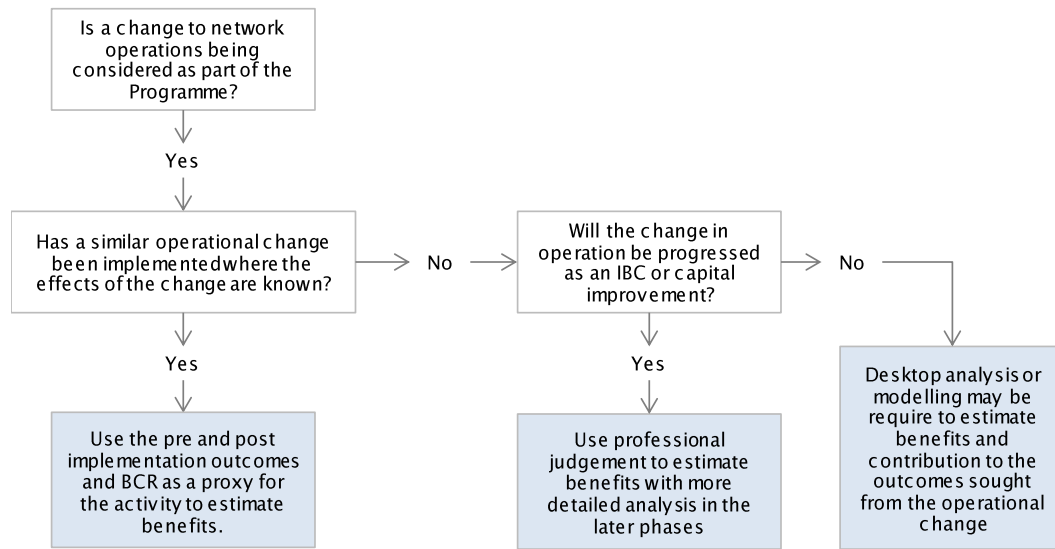 Is a change to network
operations being
considered as part of the
Programme?
Yes
Has a similar operational change
been implemented where the
effects of the change are known?
No
Will the change in
operation be progressed
as an IBC or capital
improvement?
No
Yes
Yes
Use the pre and post
implementation outcomes
and BCR as a proxy for
the activity to estimate
benefits.
Use professional
judgement to estimate
benefits with more
detailed analysis in the
later phases
Desktop analysis or
modelling may be
require to estimate
benefits and
contribution to the
outcomes sought
from the operational
change